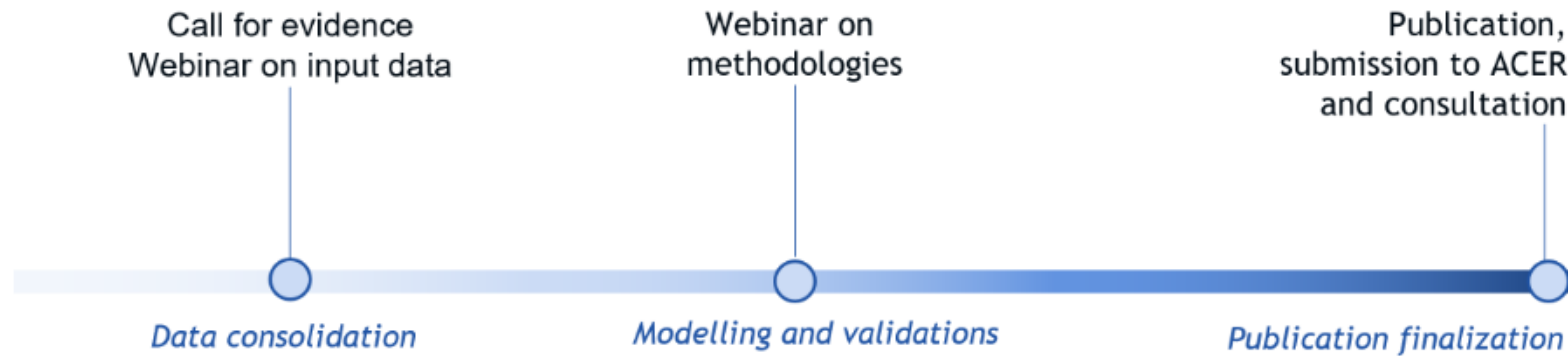 Call for evidence
Webinar on input data
Webinar on
methodologies
Publication,
submission to ACER
and consultation
Data consolidation
Modelling and validations
Publication finalization